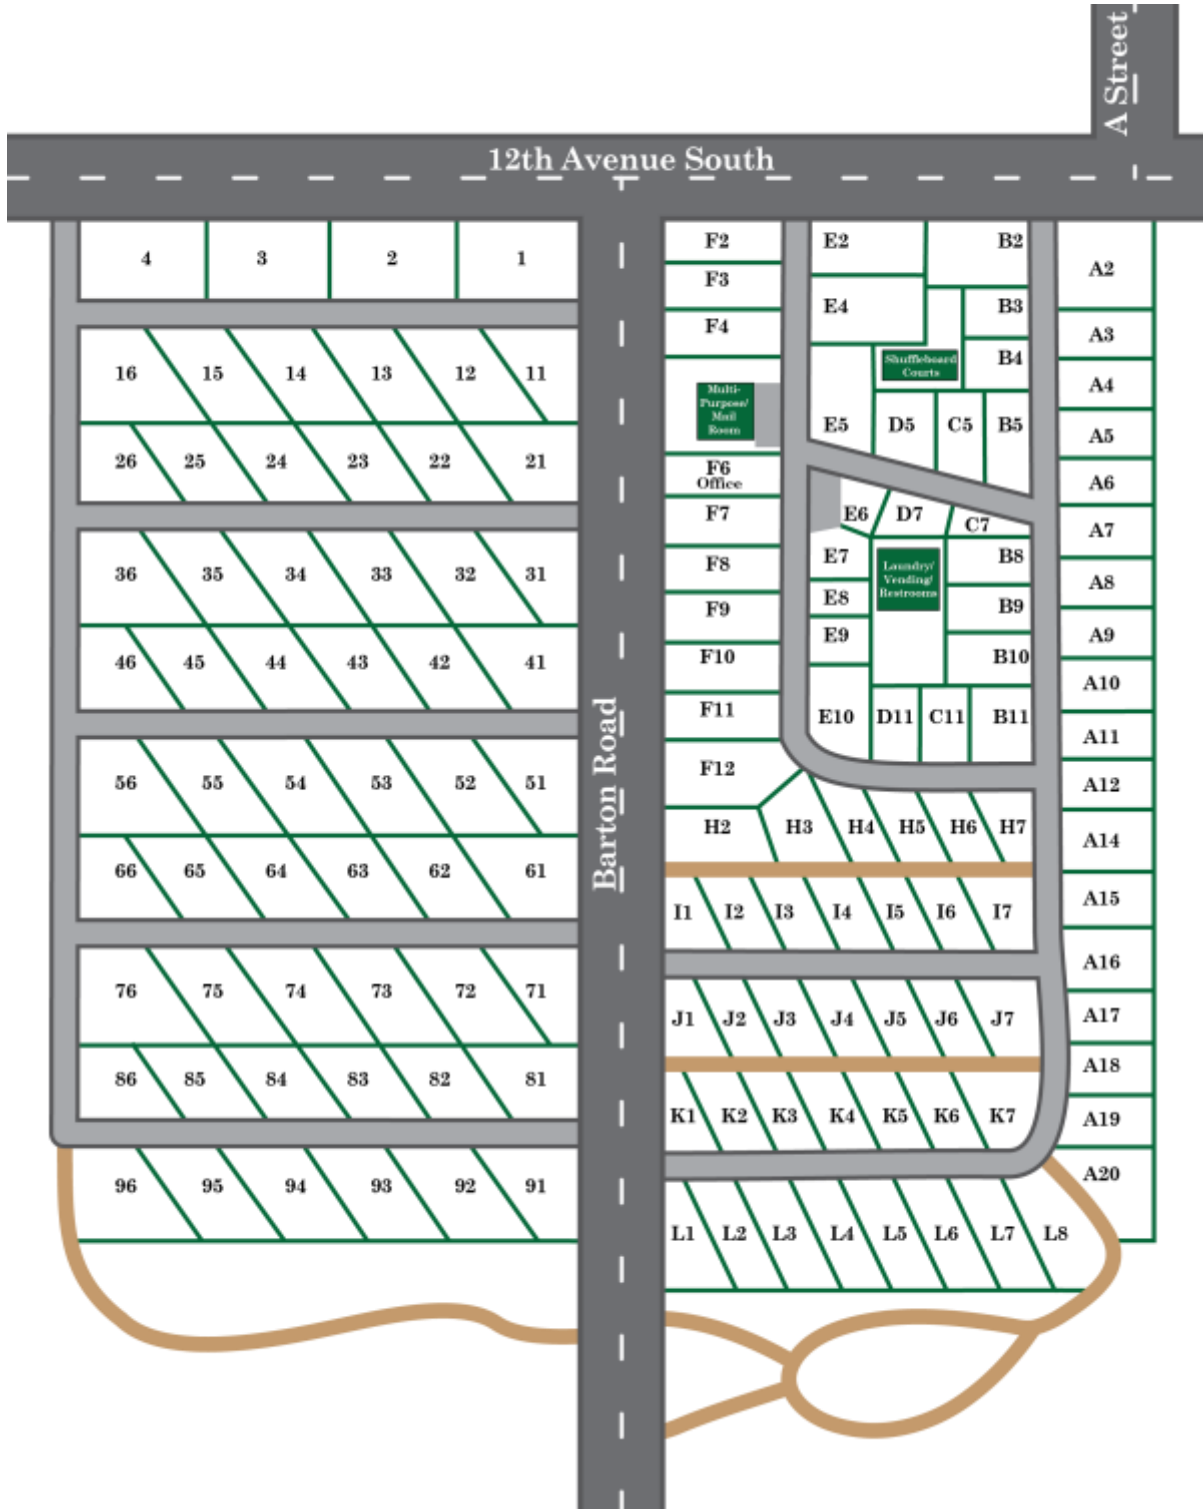 A Street
12th Avenue South
Barton Road
4 3 2 1
16 15 14 13 12 11
26 25 24 23 22 21
36 35 34 33 32 31
46 45 44 43 42 41
56 55 54 53 52 51
66 65 64 63 62 61
76 75 74 73 72 71
86 85 84 83 82 81
96 95 94 93 92 91
F2
F3
F4
Multi-
Purpose/
Mail
Room
F6
Office
F7
F8
F9
F10
F11
F12
E2 B2
E4 B3
Shuffleboard
Courts
B4
E5 D5 C5 B5
E6 D7 C7
E7 B8
Laundry/
Vending/
Restrooms
E8 B9
E9 B10
E10 D11 C11 B11
H2 H3 H4 H5 H6 H7
I1 I2 I3 I4 I5 I6 I7
J1 J2 J3 J4 J5 J6 J7
K1 K2 K3 K4 K5 K6 K7
L1 L2 L3 L4 L5 L6 L7 L8
A2
A3
A4
A5
A6
A7
A8
A9
A10
A11
A12
A14
A15
A16
A17
A18
A19
A20